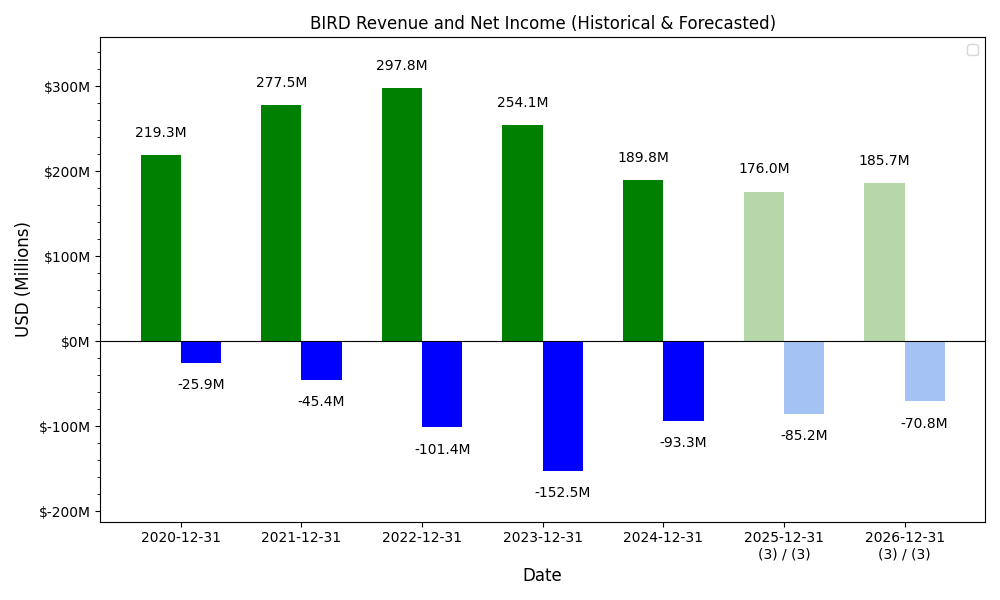 BIRD Revenue and Net Income (Historical & Forecasted)
USD (Millions)
$300M
$200M
$100M
$0M
$-100M
$-200M
219.3M
277.5M
297.8M
254.1M
189.8M
176.0M
185.7M
-25.9M
-45.4M
-101.4M
-152.5M
-93.3M
-85.2M
-70.8M
2020-12-31
2021-12-31
2022-12-31
2023-12-31
2024-12-31
2025-12-31
(3) / (3)
2026-12-31
(3) / (3)
Date